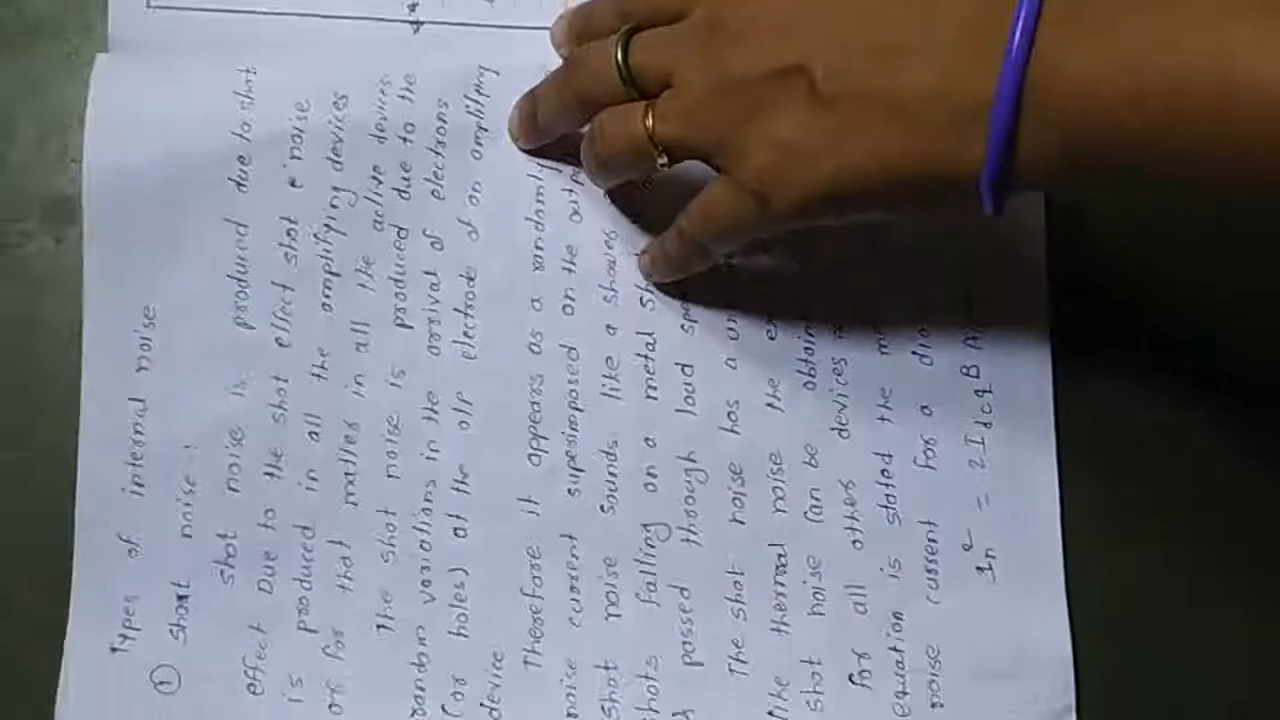 Types of internal noise
① Short noise :
shot noise is produced due to shot
effect Due to the shot effect shot e noise
is produced in all the amplifying devices
or for that matter in all the active devices.
The shot noise is produced due to the
random variations in the arrival of electrons
(or holes) at the o/p electrode of an amplifying
device
Therefore it appears as a randomly
noise current superimposed on the
shot noise sounds like a shower
shots falling on a metal
passed through loud
The shot noise has a
like thermal noise the
shot noise can be
for all other devices
equation is stated the
noise current for a
In² = 2 Idc q B